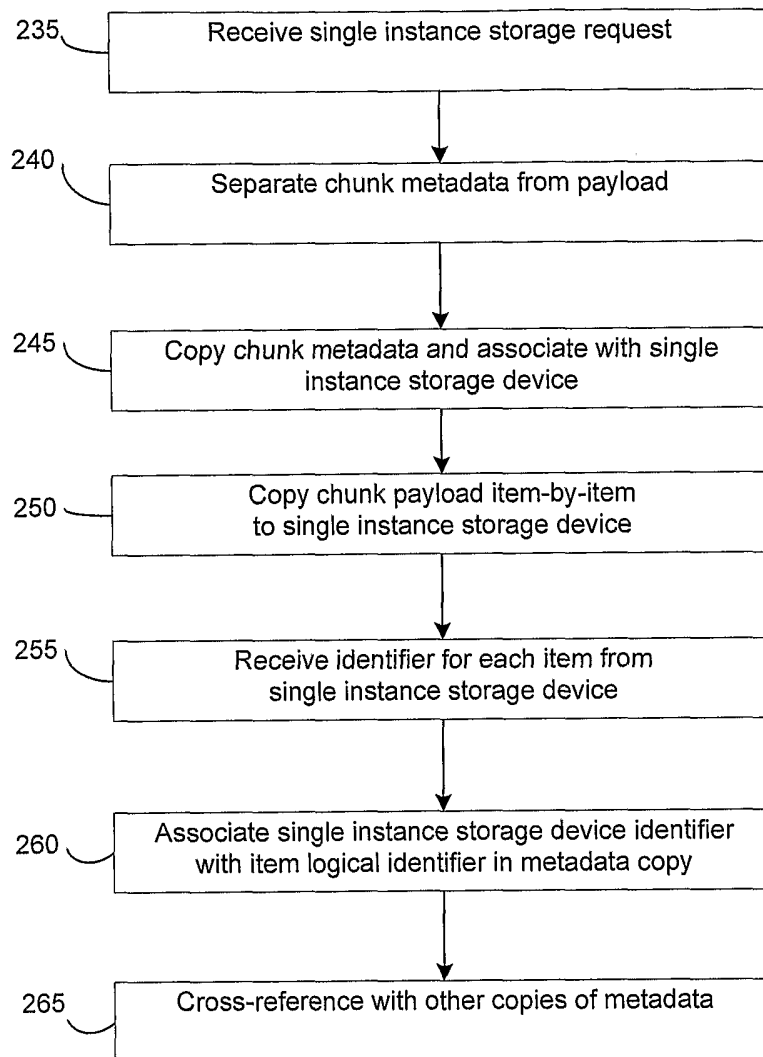 235
Receive single instance storage request
240
Separate chunk metadata from payload
245
Copy chunk metadata and associate with single
instance storage device
250
Copy chunk payload item-by-item
to single instance storage device
255
Receive identifier for each item from
single instance storage device
260
Associate single instance storage device identifier
with item logical identifier in metadata copy
265
Cross-reference with other copies of metadata